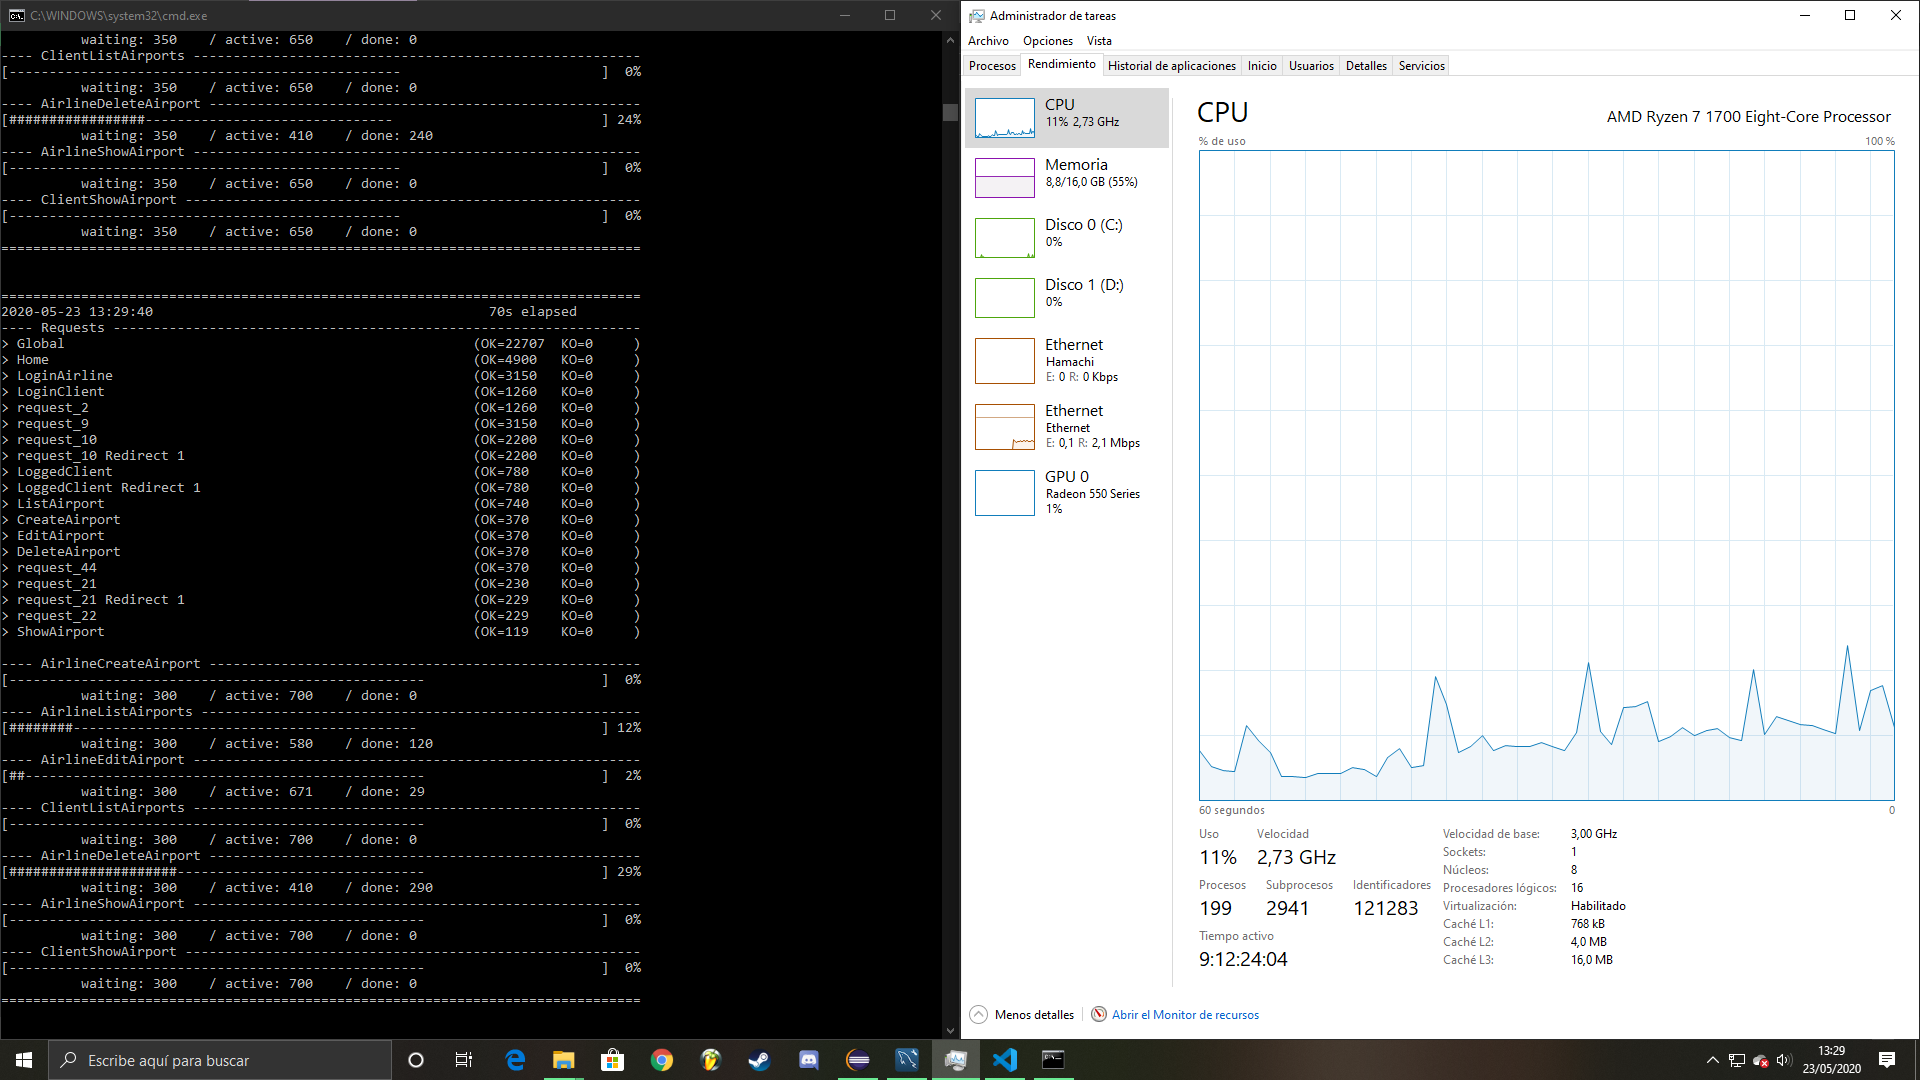 C:\WINDOWS\system32\cmd.exe
waiting: 350    / active: 650    / done: 0
---- ClientListAirports --------------------------------------------------------
[-------------------------------------------------                         ]  0%
waiting: 350    / active: 650    / done: 0
---- AirlineDeleteAirport ------------------------------------------------------
[#################-------------------------------                          ] 24%
waiting: 350    / active: 410    / done: 240
---- AirlineShowAirport --------------------------------------------------------
[-------------------------------------------------                         ]  0%
waiting: 350    / active: 650    / done: 0
---- ClientShowAirport ---------------------------------------------------------
[-------------------------------------------------                         ]  0%
waiting: 350    / active: 650    / done: 0
================================================================================
================================================================================
2020-05-23 13:29:40                                          70s elapsed
---- Requests ------------------------------------------------------------------
> Global                                                   (OK=22707  KO=0     )
> Home                                                     (OK=4900   KO=0     )
> LoginAirline                                             (OK=3150   KO=0     )
> LoginClient                                              (OK=1260   KO=0     )
> request_2                                                (OK=1260   KO=0     )
> request_9                                                (OK=3150   KO=0     )
> request_10                                               (OK=2200   KO=0     )
> request_10 Redirect 1                                    (OK=2200   KO=0     )
> LoggedClient                                             (OK=780    KO=0     )
> LoggedClient Redirect 1                                  (OK=780    KO=0     )
> ListAirport                                              (OK=740    KO=0     )
> CreateAirport                                            (OK=370    KO=0     )
> EditAirport                                              (OK=370    KO=0     )
> DeleteAirport                                            (OK=370    KO=0     )
> request_44                                               (OK=370    KO=0     )
> request_21                                               (OK=230    KO=0     )
> request_21 Redirect 1                                    (OK=229    KO=0     )
> request_22                                               (OK=229    KO=0     )
> ShowAirport                                              (OK=119    KO=0     )
---- AirlineCreateAirport ------------------------------------------------------
[----------------------------------------------------                      ]  0%
waiting: 300    / active: 700    / done: 0
---- AirlineListAirports -------------------------------------------------------
[########-------------------------------------------                       ] 12%
waiting: 300    / active: 580    / done: 120
---- AirlineEditAirport --------------------------------------------------------
[##--------------------------------------------------                      ]  2%
waiting: 300    / active: 671    / done: 29
---- ClientListAirports --------------------------------------------------------
[----------------------------------------------------                      ]  0%
waiting: 300    / active: 700    / done: 0
---- AirlineDeleteAirport ------------------------------------------------------
[#####################-------------------------------                      ] 29%
waiting: 300    / active: 410    / done: 290
---- AirlineShowAirport --------------------------------------------------------
[----------------------------------------------------                      ]  0%
waiting: 300    / active: 700    / done: 0
---- ClientShowAirport ---------------------------------------------------------
[----------------------------------------------------                      ]  0%
waiting: 300    / active: 700    / done: 0
================================================================================
Administrador de tareas
Archivo Opciones Vista
Procesos Rendimiento Historial de aplicaciones Inicio Usuarios Detalles Servicios
CPU
11% 2,73 GHz
Memoria
8,8/16,0 GB (55%)
Disco 0 (C:)
0%
Disco 1 (D:)
0%
Ethernet
Hamachi
E: 0 R: 0 Kbps
Ethernet
Ethernet
E: 0,1 R: 2,1 Mbps
GPU 0
Radeon 550 Series
1%
CPU AMD Ryzen 7 1700 Eight-Core Processor
% de uso 100 %
60 segundos 0
Uso Velocidad
11% 2,73 GHz
Procesos Subprocesos Identificadores
199 2941 121283
Tiempo activo
9:12:24:04
Velocidad de base: 3,00 GHz
Sockets: 1
Núcleos: 8
Procesadores lógicos: 16
Virtualización: Habilitado
Caché L1: 768 kB
Caché L2: 4,0 MB
Caché L3: 16,0 MB
Menos detalles Abrir el Monitor de recursos
Escribe aquí para buscar
13:29
23/05/2020